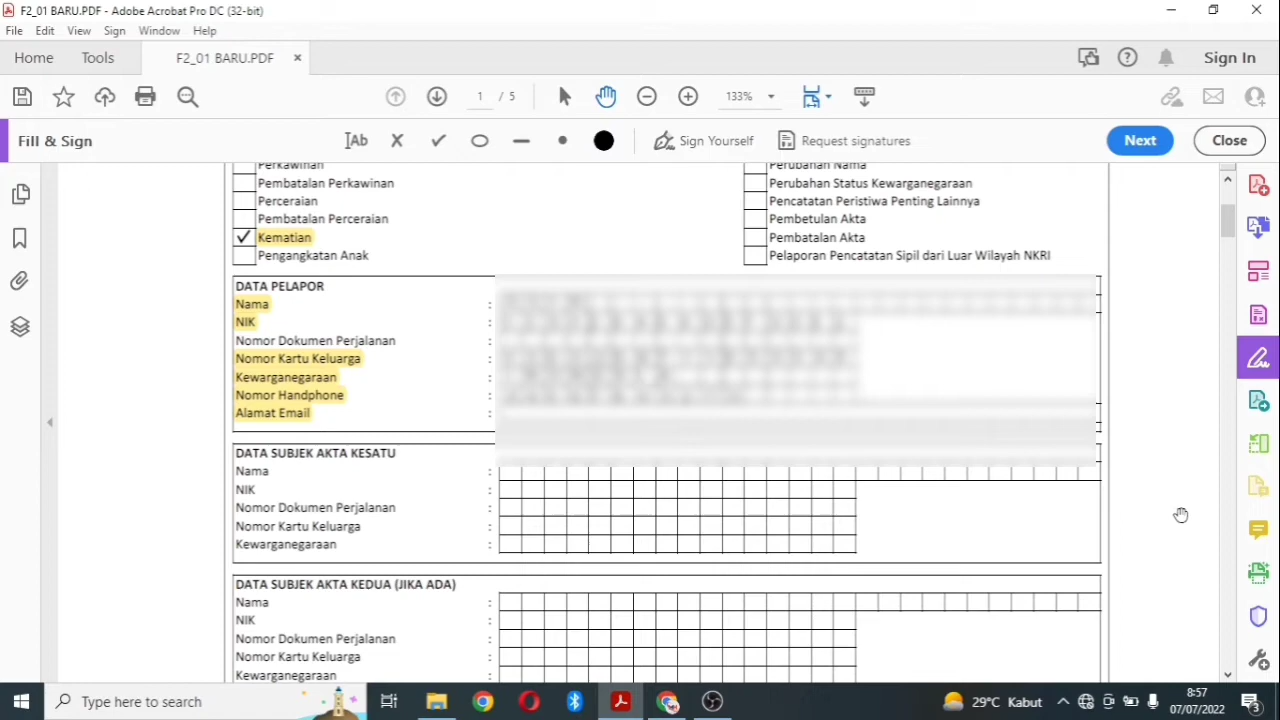 F2_01 BARU.PDF - Adobe Acrobat Pro DC (32-bit)
File Edit View Sign Window Help
Home Tools F2_01 BARU.PDF × Sign In
1 / 5 133%
Fill & Sign Ab Sign Yourself Request signatures Next Close
Perkawinan Perubahan Nama
Pembatalan Perkawinan Perubahan Status Kewarganegaraan
Perceraian Pencatatan Peristiwa Penting Lainnya
Pembatalan Perceraian Pembetulan Akta
✓ Kematian Pembatalan Akta
Pengangkatan Anak Pelaporan Pencatatan Sipil dari Luar Wilayah NKRI
DATA PELAPOR
Nama :
NIK :
Nomor Dokumen Perjalanan :
Nomor Kartu Keluarga :
Kewarganegaraan :
Nomor Handphone :
Alamat Email :
DATA SUBJEK AKTA KESATU
Nama :
NIK :
Nomor Dokumen Perjalanan :
Nomor Kartu Keluarga :
Kewarganegaraan :
DATA SUBJEK AKTA KEDUA (JIKA ADA)
Nama :
NIK :
Nomor Dokumen Perjalanan :
Nomor Kartu Keluarga :
Kewarganegaraan :
Type here to search 29°C Kabut 8:57
07/07/2022 3